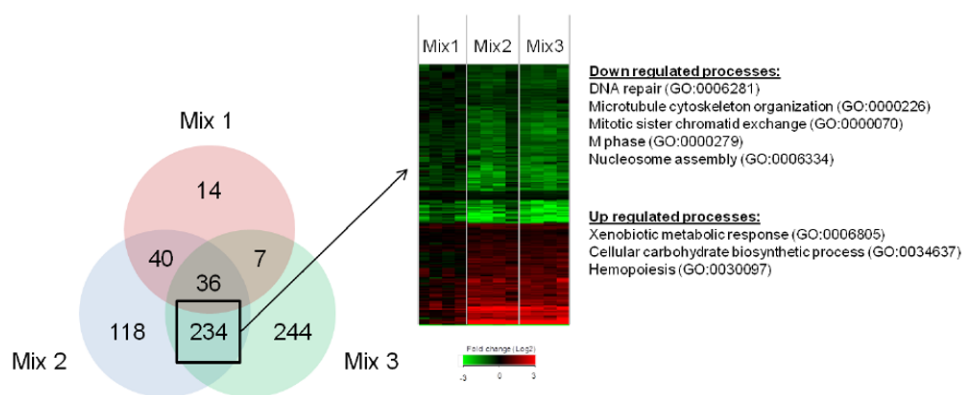 Mix1 Mix2 Mix3
Down regulated processes:
DNA repair (GO:0006281)
Microtubule cytoskeleton organization (GO:0000226)
Mitotic sister chromatid exchange (GO:0000070)
M phase (GO:0000279)
Nucleosome assembly (GO:0006334)
Up regulated processes:
Xenobiotic metabolic response (GO:0006805)
Cellular carbohydrate biosynthetic process (GO:0034637)
Hemopoiesis (GO:0030097)
Mix 1
14
40
7
36
118
234
244
Mix 2
Mix 3
Fold change (Log2)
-3 0 3